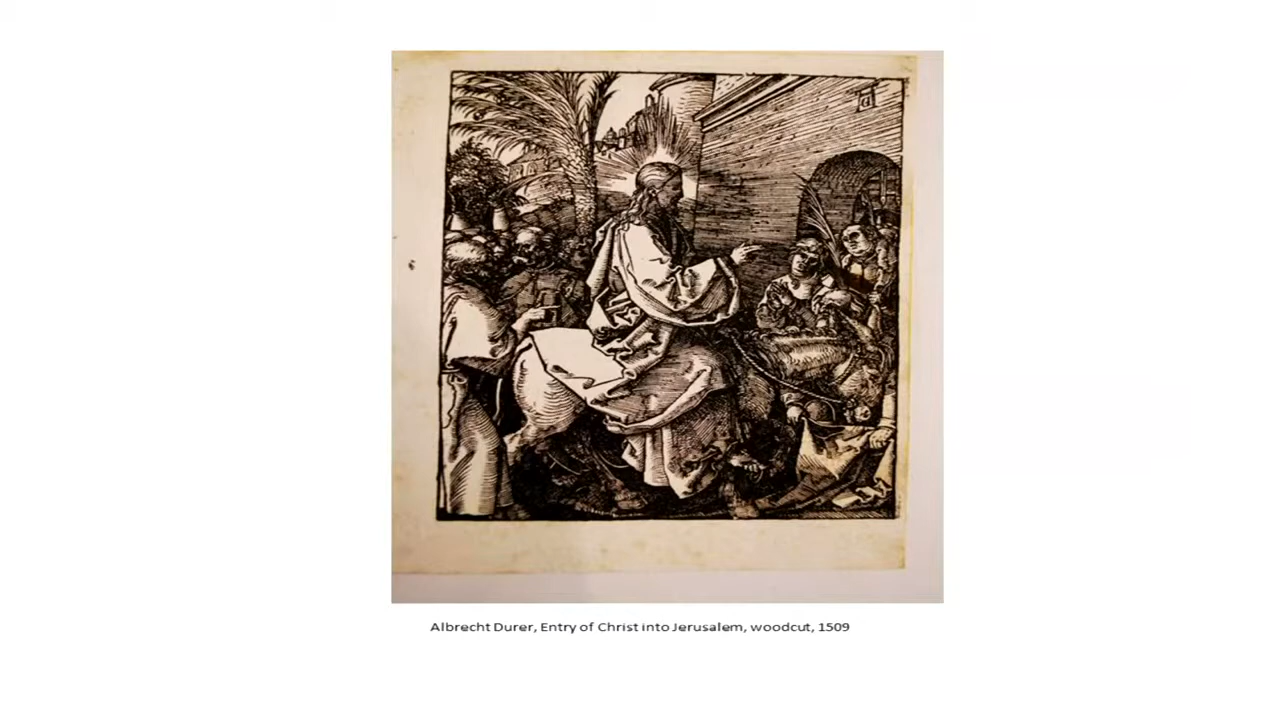 Albrecht Durer, Entry of Christ into Jerusalem, woodcut, 1509